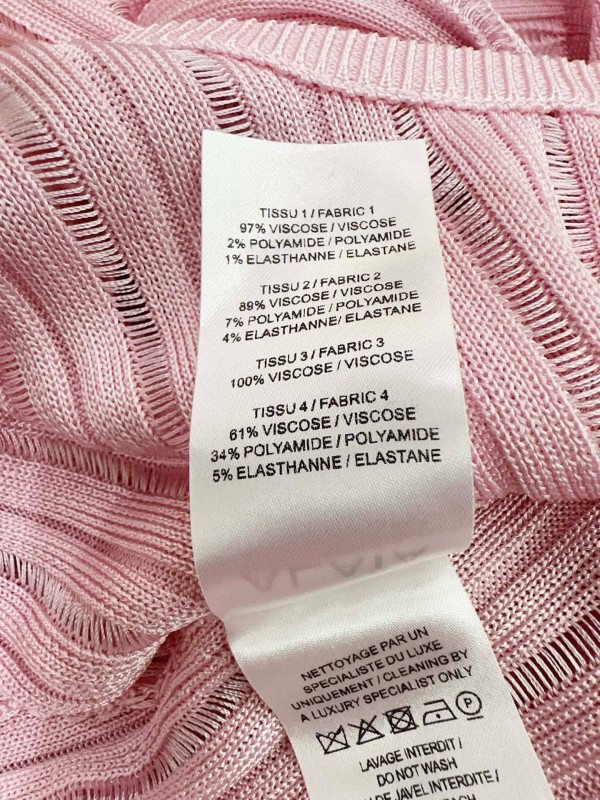 TISSU 1 / FABRIC 1
97% VISCOSE / VISCOSE
2% POLYAMIDE / POLYAMIDE
1% ELASTHANNE / ELASTANE
TISSU 2 / FABRIC 2
89% VISCOSE / VISCOSE
7% POLYAMIDE / POLYAMIDE
4% ELASTHANNE/ ELASTANE
TISSU 3 / FABRIC 3
100% VISCOSE / VISCOSE
TISSU 4 / FABRIC 4
61% VISCOSE / VISCOSE
34% POLYAMIDE / POLYAMIDE
5% ELASTHANNE / ELASTANE
NETTOYAGE PAR UN
SPECIALISTE DU LUXE
UNIQUEMENT / CLEANING BY
A LUXURY SPECIALIST ONLY
P
LAVAGE INTERDIT /
DO NOT WASH
DE JAVEL INTERDITE /